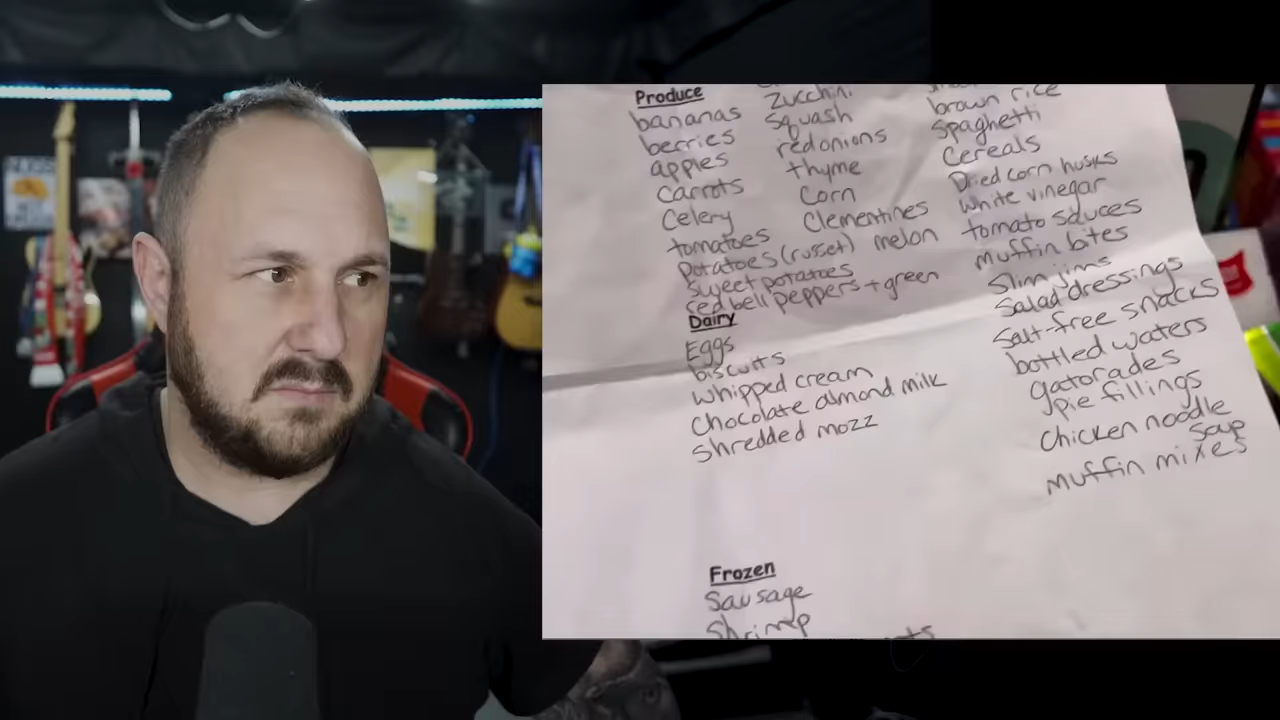 Produce
bananas
berries
apples
carrots
Celery
tomatoes
potatoes (russet)
sweet potatoes
red bell peppers + green
zucchini
squash
red onions
thyme
Corn
Clementines
melon
Dairy
Eggs
biscuits
whipped cream
chocolate almond milk
shredded mozz
Frozen
Sausage
Shrimp
brown rice
Spaghetti
Cereals
Dried corn husks
white vinegar
tomato sauces
muffin bites
Slim jims
Salad dressings
Salt-free snacks
bottled waters
gatorades
pie fillings
Chicken noodle
Soup
muffin mixes